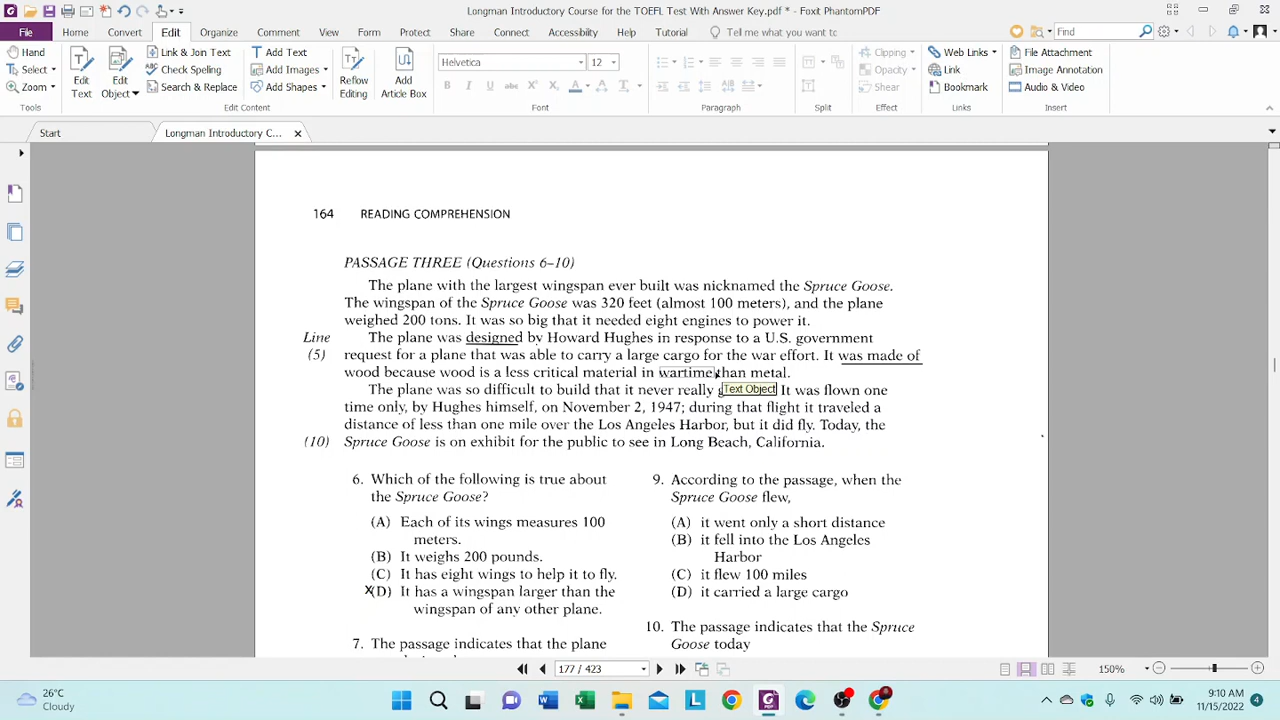 Longman Introductory Course for the TOEFL Test With Answer Key.pdf * - Foxit PhantomPDF
File Home Convert Edit Organize Comment View Form Protect Share Connect Accessibility Help Tutorial Tell me what you want to Find
Hand Link & Join Text Add Text Helvetica 12 Clipping Web Links File Attachment
Select Check Spelling Add Images Opacity Link Image Annotation
Zoom Search & Replace Add Shapes Shear Bookmark Audio & Video
Edit Text Edit Object Reflow Editing Add Article Box
Tools Edit Content Font Paragraph Split Effect Links Insert
Start Longman Introductory C...
164 READING COMPREHENSION
PASSAGE THREE (Questions 6–10)
The plane with the largest wingspan ever built was nicknamed the Spruce Goose.
The wingspan of the Spruce Goose was 320 feet (almost 100 meters), and the plane
weighed 200 tons. It was so big that it needed eight engines to power it.
Line The plane was designed by Howard Hughes in response to a U.S. government
(5) request for a plane that was able to carry a large cargo for the war effort. It was made of
wood because wood is a less critical material in wartime than metal.
The plane was so difficult to build that it never really Text Object It was flown one
time only, by Hughes himself, on November 2, 1947; during that flight it traveled a
distance of less than one mile over the Los Angeles Harbor, but it did fly. Today, the
(10) Spruce Goose is on exhibit for the public to see in Long Beach, California.
6. Which of the following is true about
the Spruce Goose?
(A) Each of its wings measures 100
meters.
(B) It weighs 200 pounds.
(C) It has eight wings to help it to fly.
X(D) It has a wingspan larger than the
wingspan of any other plane.
7. The passage indicates that the plane
9. According to the passage, when the
Spruce Goose flew,
(A) it went only a short distance
(B) it fell into the Los Angeles
Harbor
(C) it flew 100 miles
(D) it carried a large cargo
10. The passage indicates that the Spruce
Goose today
177 / 423 150%
26°C
Cloudy
9:10 AM
11/15/2022
4